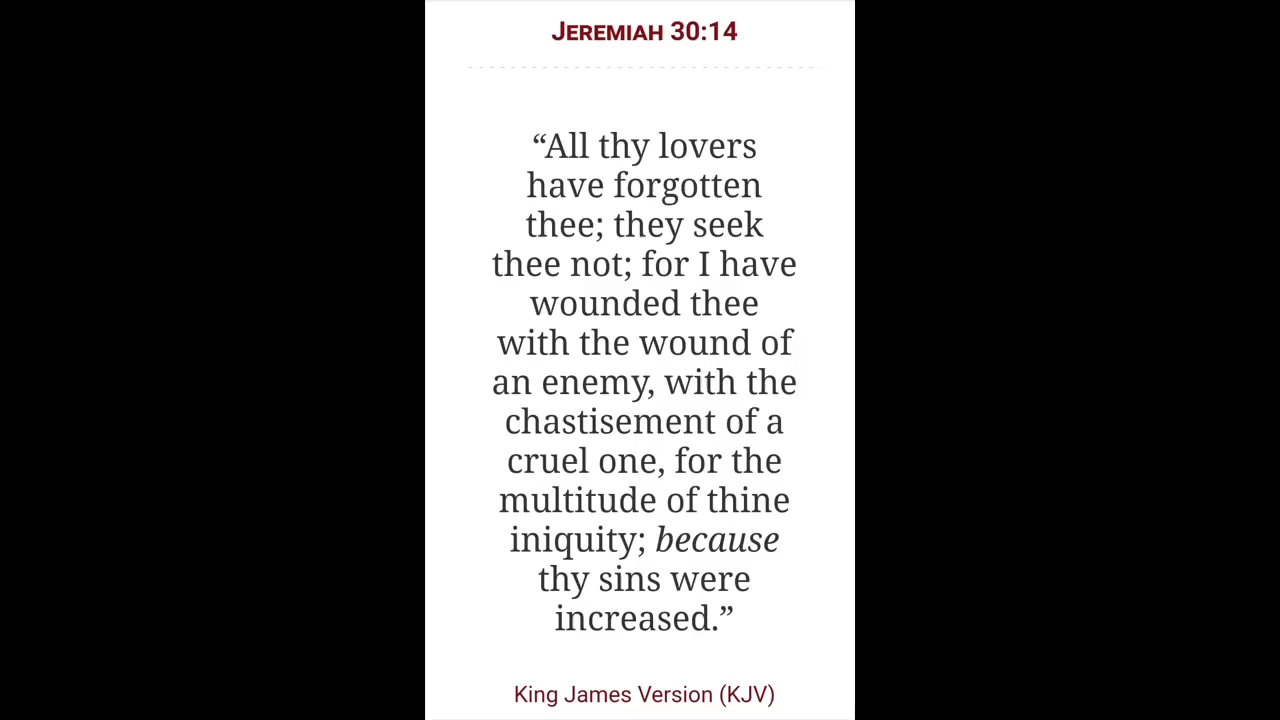 JEREMIAH 30:14
“All thy lovers
have forgotten
thee; they seek
thee not; for I have
wounded thee
with the wound of
an enemy, with the
chastisement of a
cruel one, for the
multitude of thine
iniquity; because
thy sins were
increased.”
King James Version (KJV)